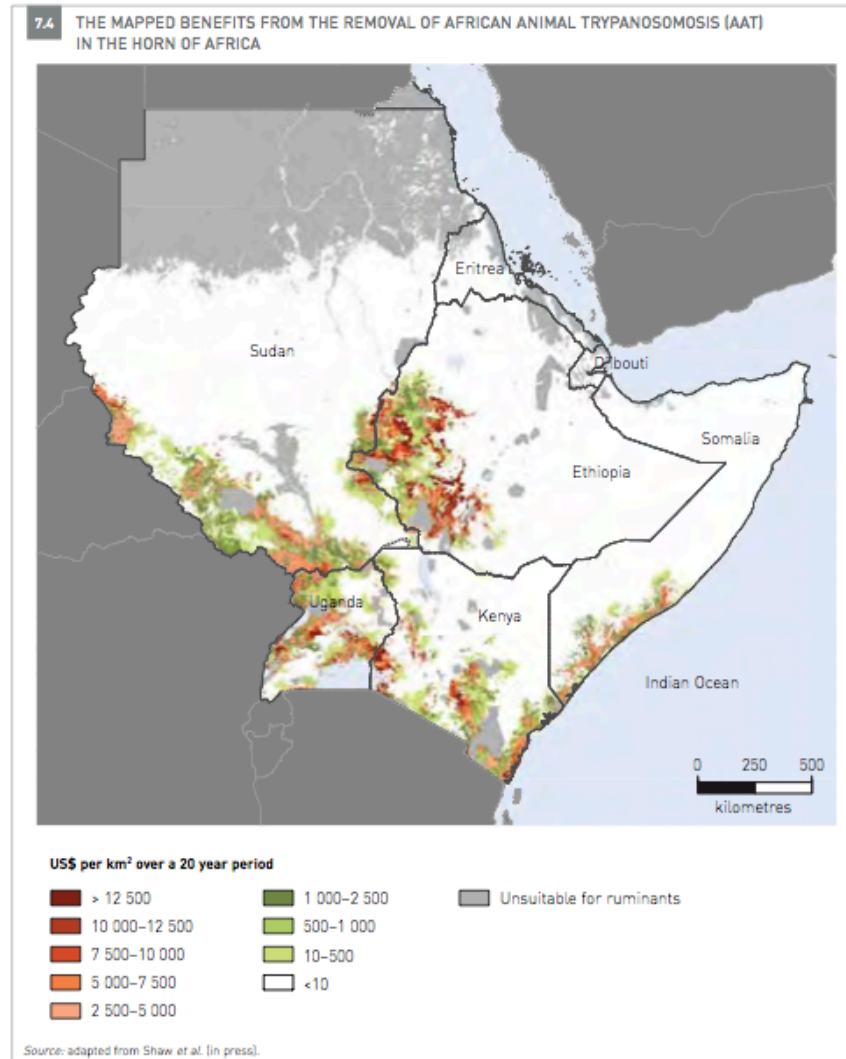 7.4 THE MAPPED BENEFITS FROM THE REMOVAL OF AFRICAN ANIMAL TRYPANOSOMOSIS (AAT)
IN THE HORN OF AFRICA
Eritrea
Sudan
Djibouti
Somalia
Ethiopia
Uganda
Kenya
Indian Ocean
0 250 500
kilometres
US$ per km² over a 20 year period
> 12 500
10 000–12 500
7 500–10 000
5 000–7 500
2 500–5 000
1 000–2 500
500–1 000
10–500
<10
Unsuitable for ruminants
Source: adapted from Shaw et al. (in press).